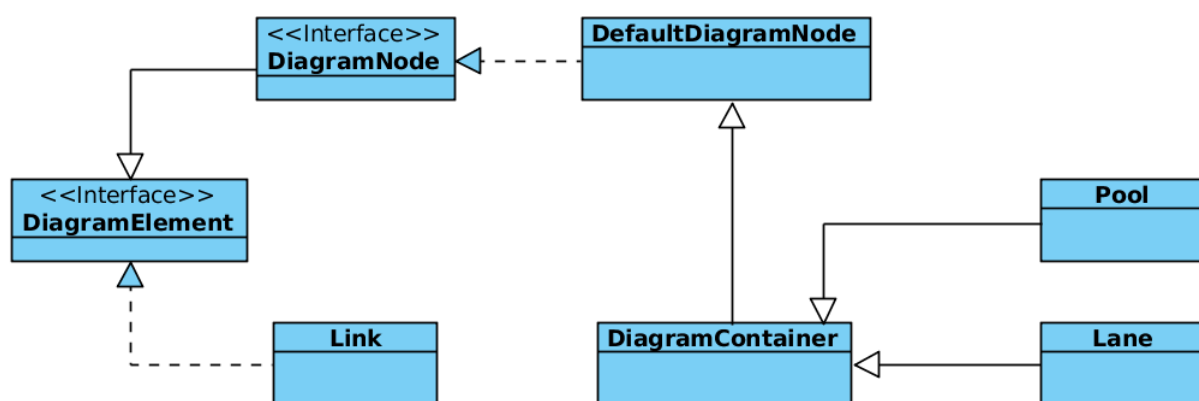 <<Interface>>
DiagramNode
DefaultDiagramNode
<<Interface>>
DiagramElement
Pool
Link
DiagramContainer
Lane